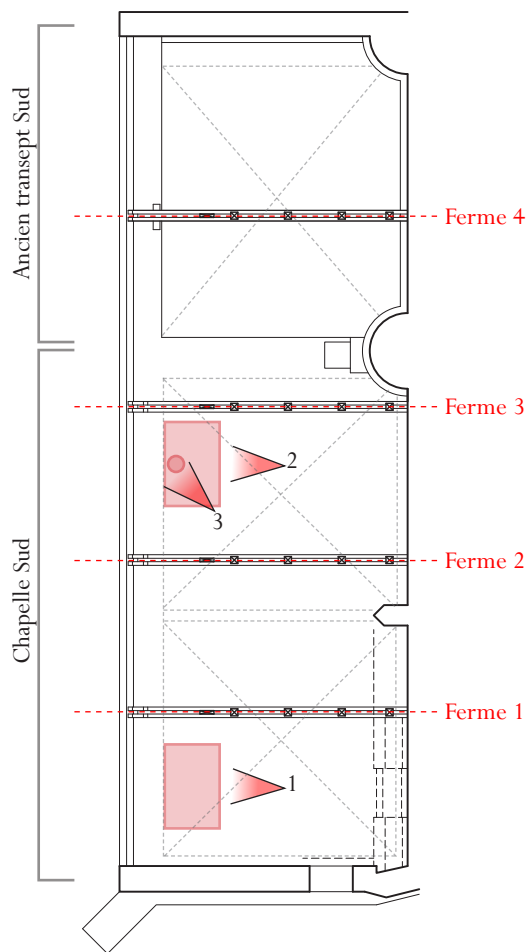 Ancien transept Sud
Ferme 4
Ferme 3
2
3
Ferme 2
Chapelle Sud
Ferme 1
1